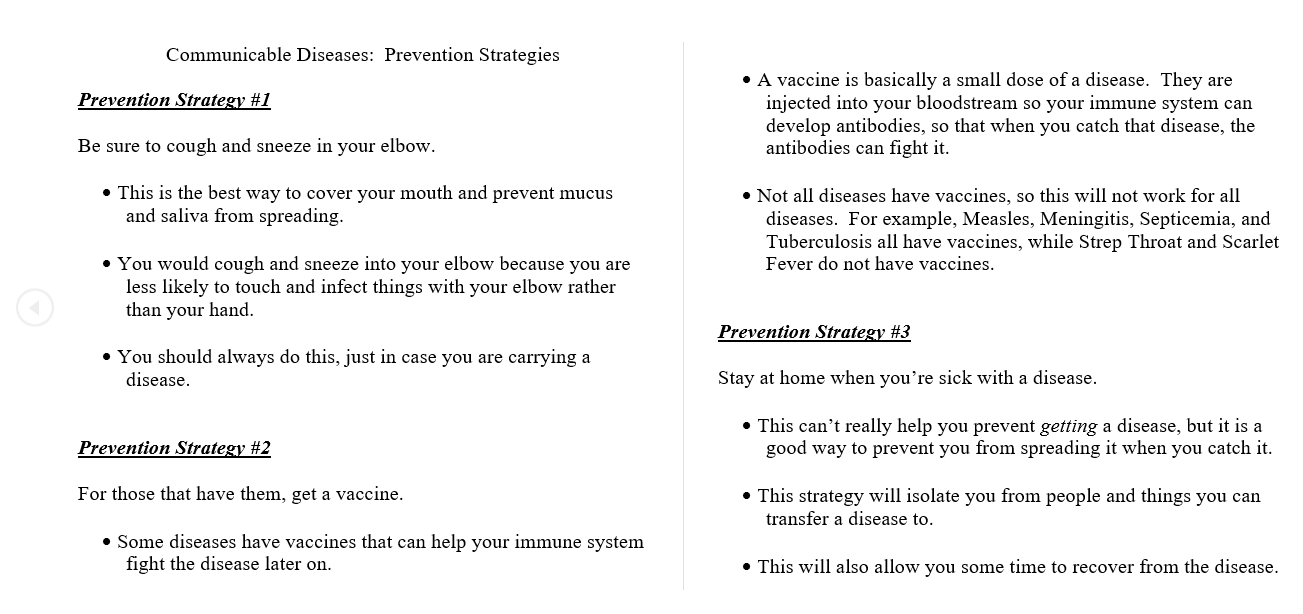 Communicable Diseases:  Prevention Strategies
Prevention Strategy #1
Be sure to cough and sneeze in your elbow.
• This is the best way to cover your mouth and prevent mucus
and saliva from spreading.
• You would cough and sneeze into your elbow because you are
less likely to touch and infect things with your elbow rather
than your hand.
• You should always do this, just in case you are carrying a
disease.
Prevention Strategy #2
For those that have them, get a vaccine.
• Some diseases have vaccines that can help your immune system
fight the disease later on.
• A vaccine is basically a small dose of a disease.  They are
injected into your bloodstream so your immune system can
develop antibodies, so that when you catch that disease, the
antibodies can fight it.
• Not all diseases have vaccines, so this will not work for all
diseases.  For example, Measles, Meningitis, Septicemia, and
Tuberculosis all have vaccines, while Strep Throat and Scarlet
Fever do not have vaccines.
Prevention Strategy #3
Stay at home when you’re sick with a disease.
• This can’t really help you prevent getting a disease, but it is a
good way to prevent you from spreading it when you catch it.
• This strategy will isolate you from people and things you can
transfer a disease to.
• This will also allow you some time to recover from the disease.